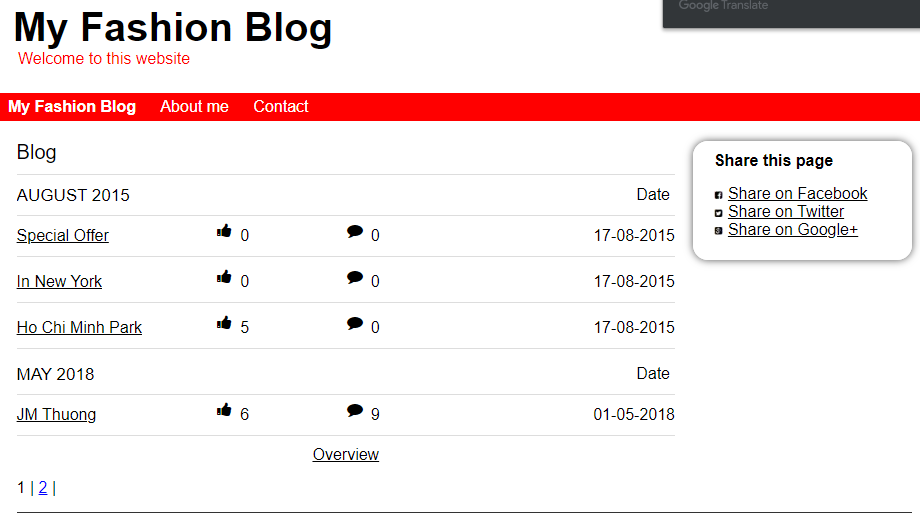 Google Translate
My Fashion Blog
Welcome to this website
My Fashion Blog About me Contact
Blog
AUGUST 2015 Date
Special Offer 0 0 17-08-2015
In New York 0 0 17-08-2015
Ho Chi Minh Park 5 0 17-08-2015
MAY 2018 Date
JM Thuong 6 9 01-05-2018
Overview
1 | 2 |
Share this page
Share on Facebook
Share on Twitter
Share on Google+